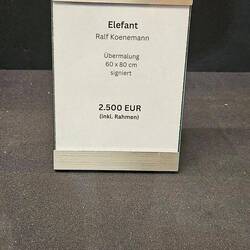 Elefant
Ralf Koenemann
Übermalung
60 x 80 cm
signiert
2.500 EUR
(inkl. Rahmen)